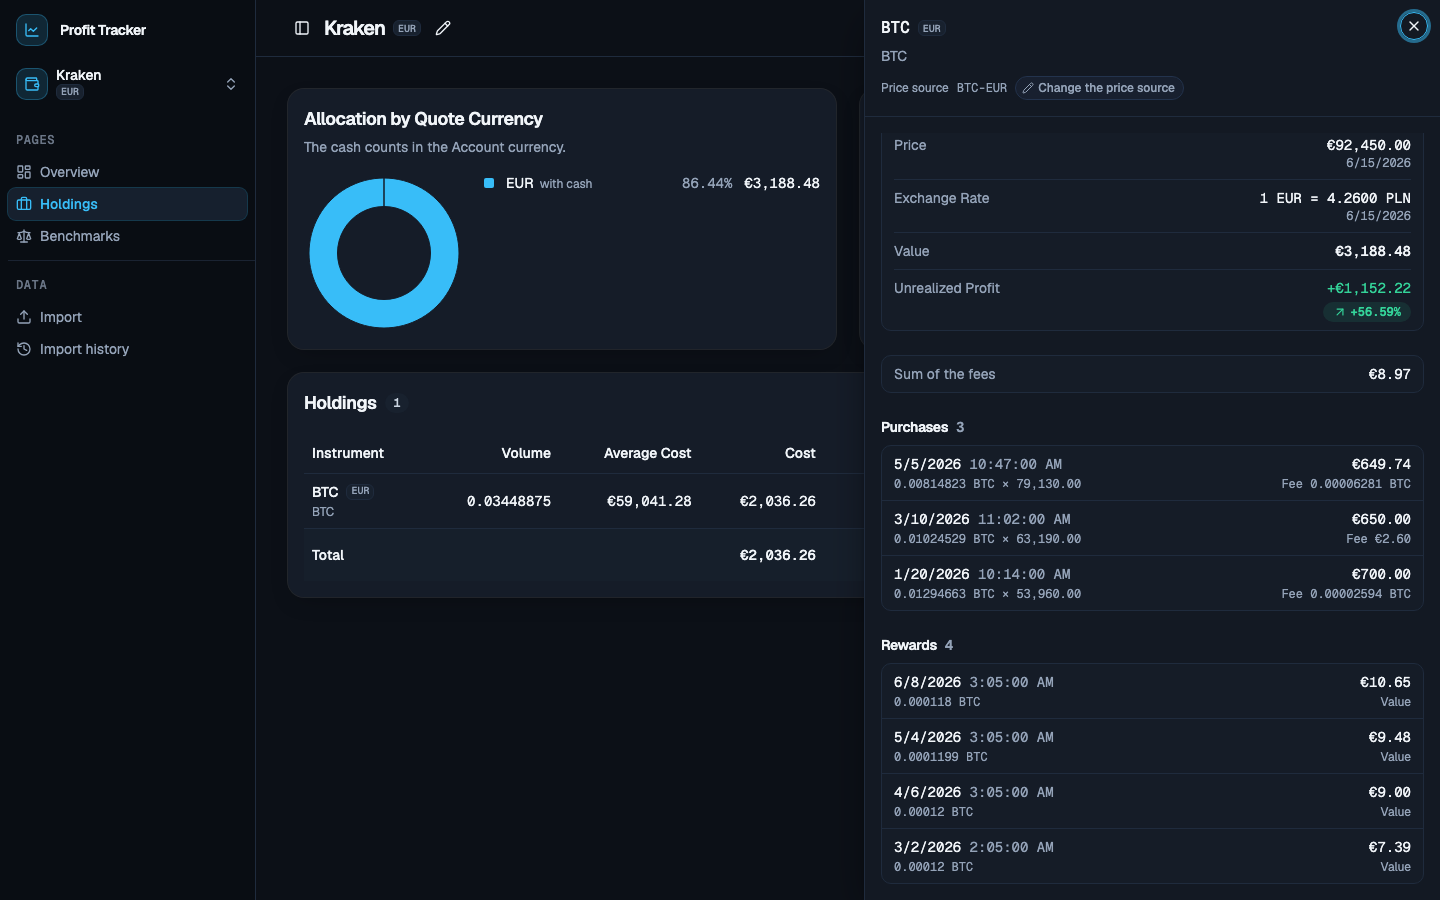 Profit Tracker
Kraken
EUR
PAGES
Overview
Holdings
Benchmarks
DATA
Import
Import history
Kraken EUR
Allocation by Quote Currency
The cash counts in the Account currency.
EUR with cash 86.44% €3,188.48
Holdings 1
Instrument Volume Average Cost Cost
BTC EUR 0.03448875 €59,041.28 €2,036.26
BTC
Total €2,036.26
BTC EUR
BTC
Price source BTC-EUR Change the price source
Price €92,450.00
6/15/2026
Exchange Rate 1 EUR = 4.2600 PLN
6/15/2026
Value €3,188.48
Unrealized Profit +€1,152.22
+56.59%
Sum of the fees €8.97
Purchases 3
5/5/2026 10:47:00 AM €649.74
0.00814823 BTC × 79,130.00 Fee 0.00006281 BTC
3/10/2026 11:02:00 AM €650.00
0.01024529 BTC × 63,190.00 Fee €2.60
1/20/2026 10:14:00 AM €700.00
0.01294663 BTC × 53,960.00 Fee 0.00002594 BTC
Rewards 4
6/8/2026 3:05:00 AM €10.65
0.000118 BTC Value
5/4/2026 3:05:00 AM €9.48
0.0001199 BTC Value
4/6/2026 3:05:00 AM €9.00
0.00012 BTC Value
3/2/2026 2:05:00 AM €7.39
0.00012 BTC Value